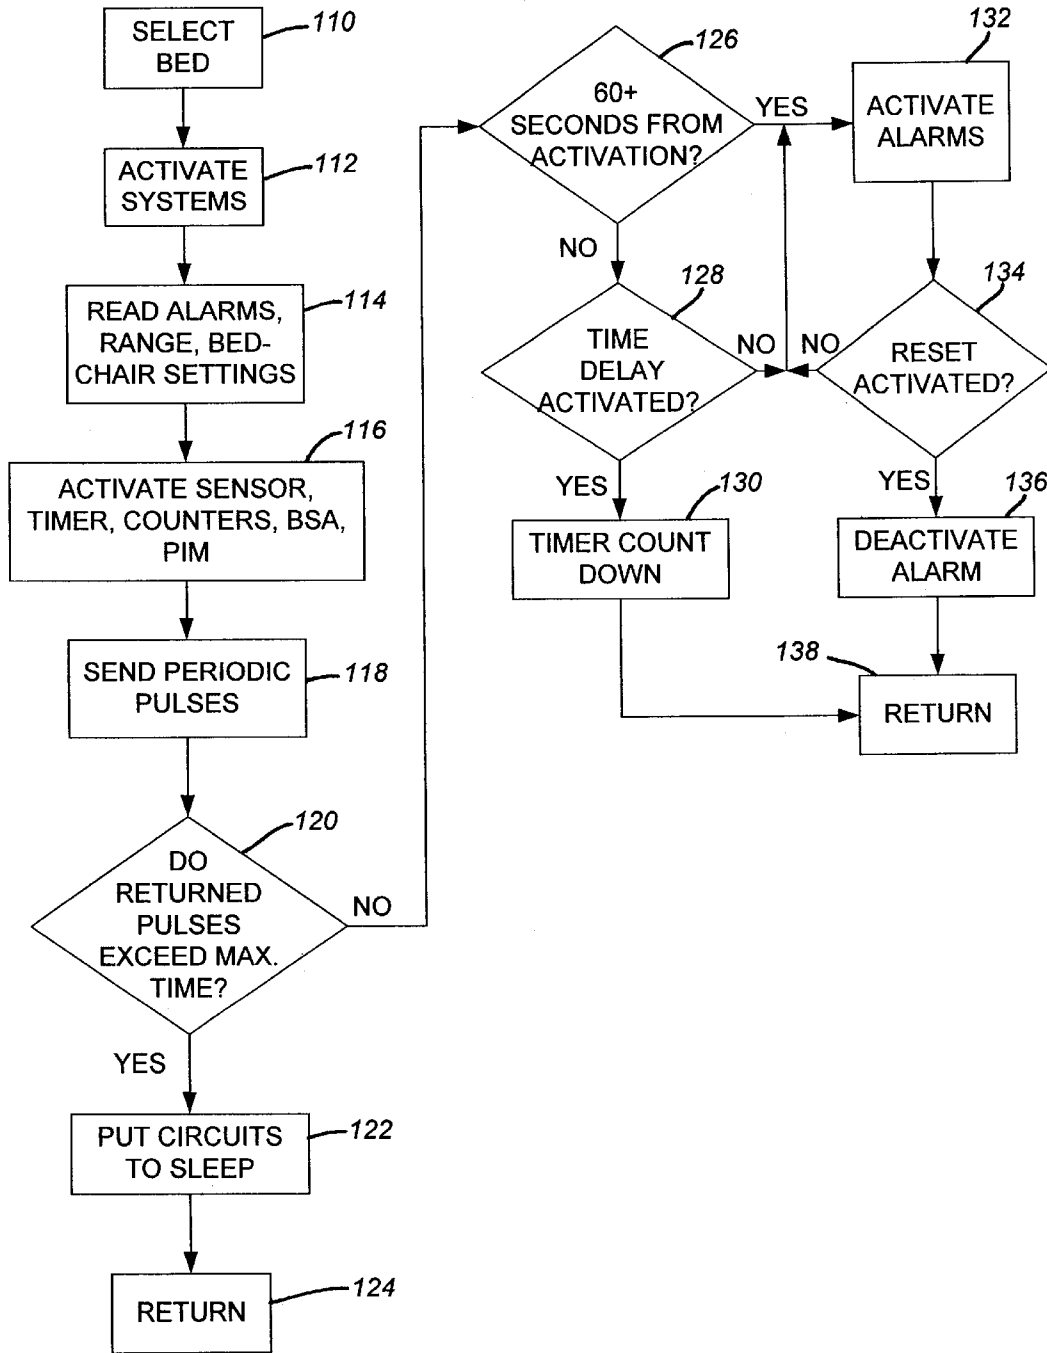 SELECT
BED
110
ACTIVATE
SYSTEMS
112
READ ALARMS,
RANGE, BED-
CHAIR SETTINGS
114
116
ACTIVATE SENSOR,
TIMER, COUNTERS, BSA,
PIM
SEND PERIODIC
PULSES
118
120
DO
RETURNED
PULSES
EXCEED MAX.
TIME?
NO
YES
PUT CIRCUITS
TO SLEEP
122
RETURN
124
126
60+
SECONDS FROM
ACTIVATION?
YES
NO
128
TIME
DELAY
ACTIVATED?
NO
YES
130
TIMER COUNT
DOWN
132
ACTIVATE
ALARMS
134
RESET
ACTIVATED?
NO
YES
136
DEACTIVATE
ALARM
138
RETURN